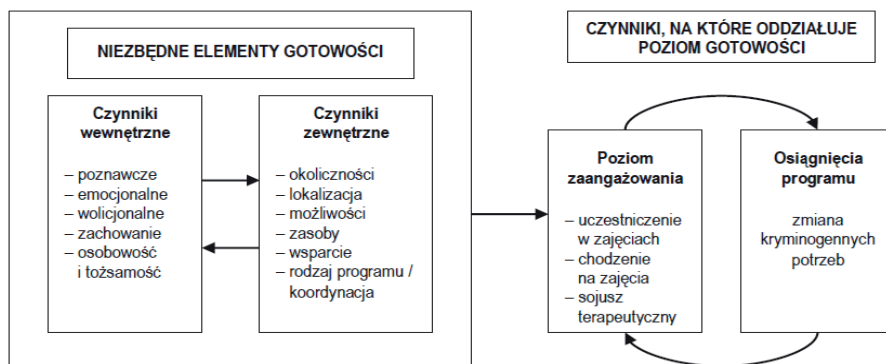 NIEZBĘDNE ELEMENTY GOTOWOŚCI
CZYNNIKI, NA KTÓRE ODDZIAŁUJE
POZIOM GOTOWOŚCI
Czynniki
wewnętrzne
– poznawcze
– emocjonalne
– wolicjonalne
– zachowanie
– osobowość
i tożsamość
Czynniki
zewnętrzne
– okoliczności
– lokalizacja
– możliwości
– zasoby
– wsparcie
– rodzaj programu /
koordynacja
Poziom
zaangażowania
– uczestniczenie
w zajęciach
– chodzenie
na zajęcia
– sojusz
terapeutyczny
Osiągnięcia
programu
zmiana
kryminogennych
potrzeb